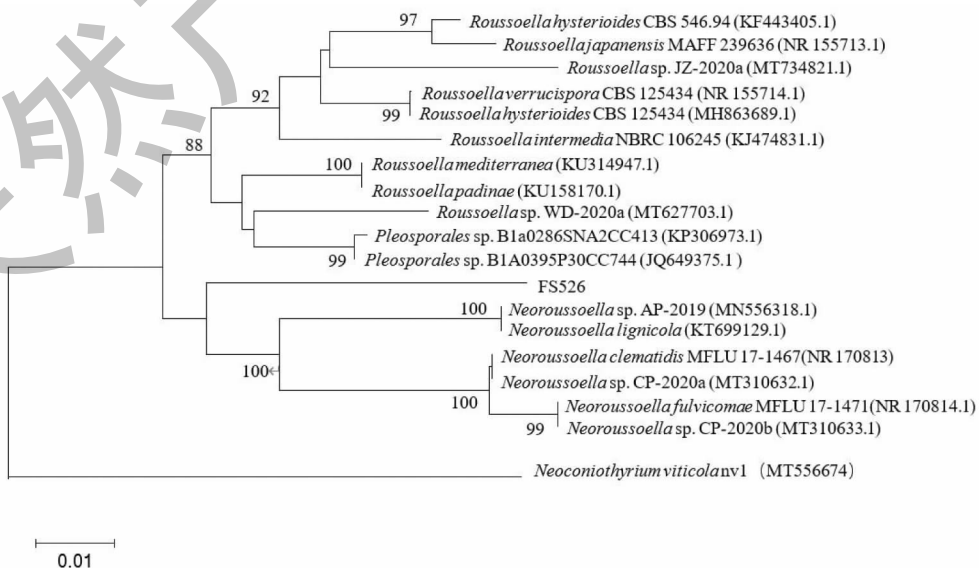 97
Roussoella hysterioides CBS 546.94 (KF443405.1)
Roussoella japanensis MAFF 239636 (NR 155713.1)
Roussoella sp. JZ-2020a (MT734821.1)
92
Roussoella verrucispora CBS 125434 (NR 155714.1)
99
Roussoella hysterioides CBS 125434 (MH863689.1)
Roussoella intermedia NBRC 106245 (KJ474831.1)
88
100
Roussoella mediterranea (KU314947.1)
Roussoella padinae (KU158170.1)
Roussoella sp. WD-2020a (MT627703.1)
Pleosporales sp. B1a0286SNA2CC413 (KP306973.1)
99
Pleosporales sp. B1A0395P30CC744 (JQ649375.1 )
FS526
100
Neoroussoella sp. AP-2019 (MN556318.1)
Neoroussoella lignicola (KT699129.1)
100
Neoroussoella clematidis MFLU 17-1467(NR 170813)
Neoroussoella sp. CP-2020a (MT310632.1)
100
Neoroussoella fulvicomae MFLU 17-1471(NR 170814.1)
99
Neoroussoella sp. CP-2020b (MT310633.1)
Neoconiothyrium viticola nv1 （MT556674）
0.01